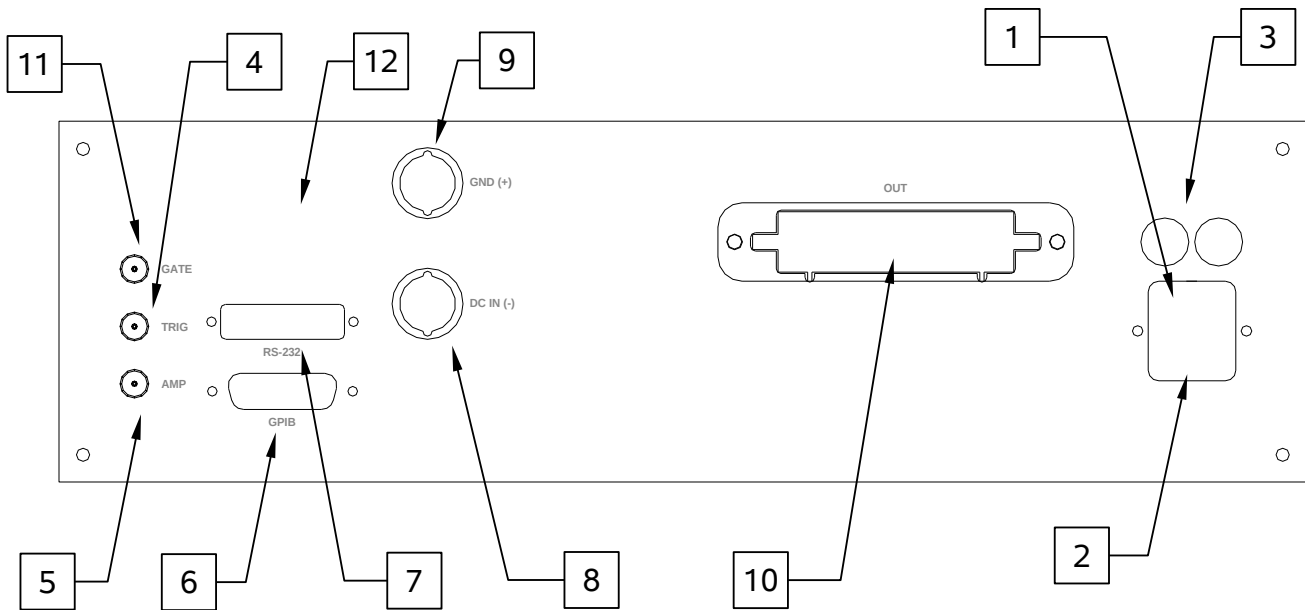 1
3
11
4
12
9
GND (+)
OUT
GATE
DC IN (-)
TRIG
RS-232
AMP
GPIB
5
6
7
8
10
2